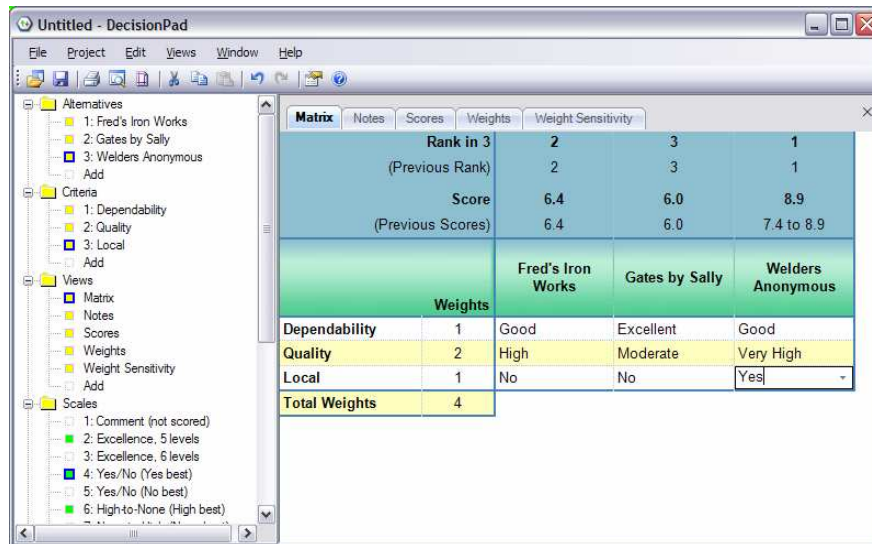 Untitled - DecisionPad
File Project Edit Views Window Help
Alternatives
1: Fred's Iron Works
2: Gates by Sally
3: Welders Anonymous
Add
Criteria
1: Dependability
2: Quality
3: Local
Add
Views
Matrix
Notes
Scores
Weights
Weight Sensitivity
Add
Scales
1: Comment (not scored)
2: Excellence, 5 levels
3: Excellence, 6 levels
4: Yes/No (Yes best)
5: Yes/No (No best)
6: High-to-None (High best)
Matrix Notes Scores Weights Weight Sensitivity
Rank in 3 2 3 1
(Previous Rank) 2 3 1
Score 6.4 6.0 8.9
(Previous Scores) 6.4 6.0 7.4 to 8.9
Weights Fred's Iron Works Gates by Sally Welders Anonymous
Dependability 1 Good Excellent Good
Quality 2 High Moderate Very High
Local 1 No No Yes
Total Weights 4